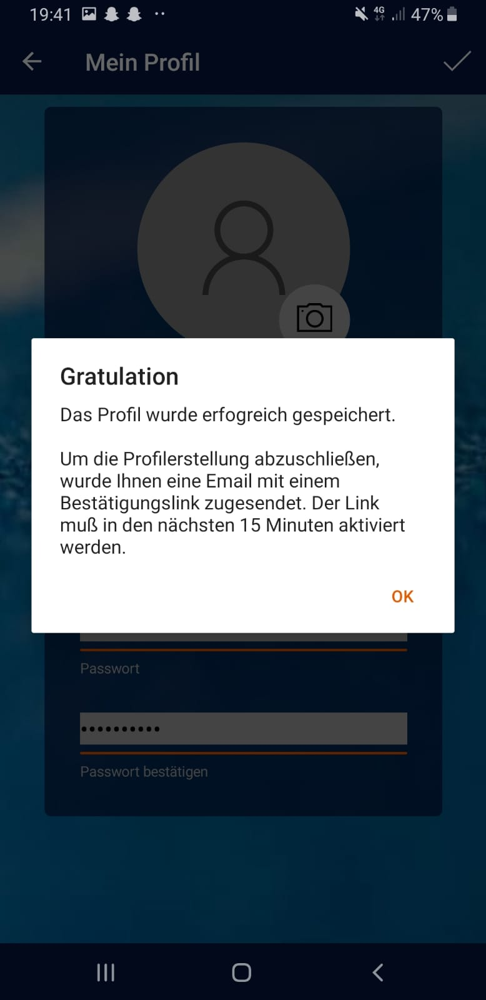 19:41
4G
47%
Mein Profil
Gratulation
Das Profil wurde erfogreich gespeichert.
Um die Profilerstellung abzuschließen,
wurde Ihnen eine Email mit einem
Bestätigungslink zugesendet. Der Link
muß in den nächsten 15 Minuten aktiviert
werden.
OK
Passwort
••••••••••
Passwort bestätigen